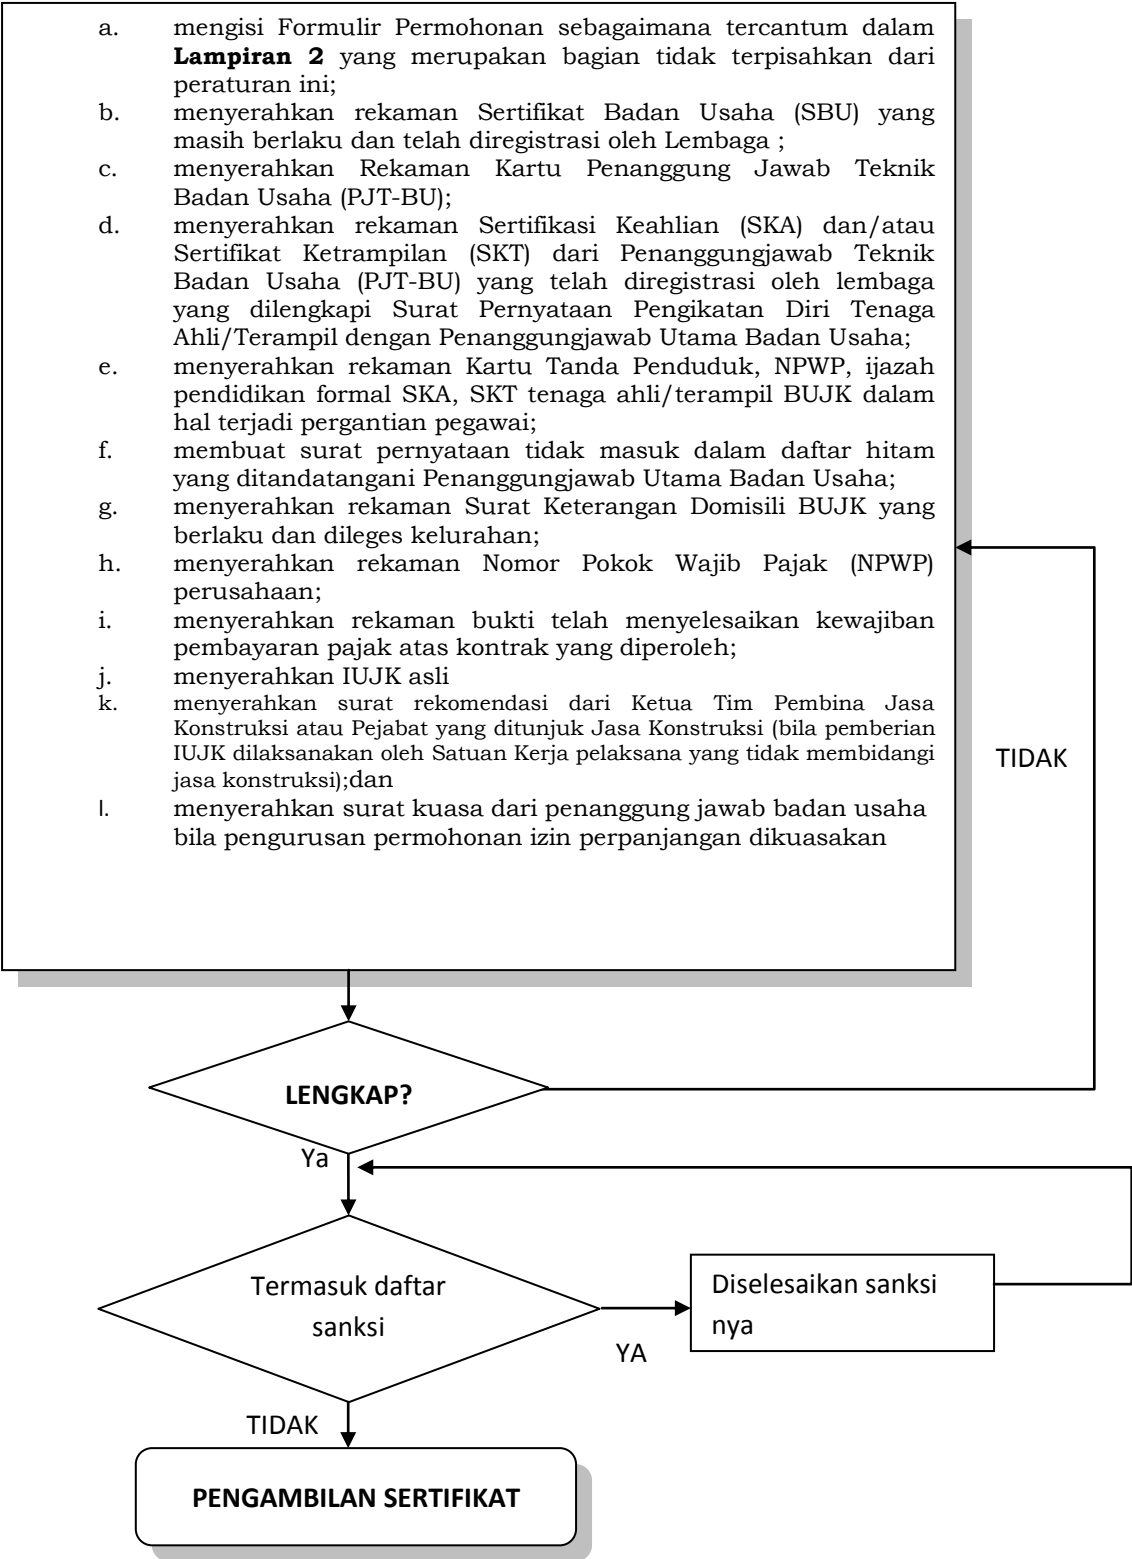 a. mengisi Formulir Permohonan sebagaimana tercantum dalam
Lampiran 2 yang merupakan bagian tidak terpisahkan dari
peraturan ini;
b. menyerahkan rekaman Sertifikat Badan Usaha (SBU) yang
masih berlaku dan telah diregistrasi oleh Lembaga ;
c. menyerahkan Rekaman Kartu Penanggung Jawab Teknik
Badan Usaha (PJT-BU);
d. menyerahkan rekaman Sertifikasi Keahlian (SKA) dan/atau
Sertifikat Ketrampilan (SKT) dari Penanggungjawab Teknik
Badan Usaha (PJT-BU) yang telah diregistrasi oleh lembaga
yang dilengkapi Surat Pernyataan Pengikatan Diri Tenaga
Ahli/Terampil dengan Penanggungjawab Utama Badan Usaha;
e. menyerahkan rekaman Kartu Tanda Penduduk, NPWP, ijazah
pendidikan formal SKA, SKT tenaga ahli/terampil BUJK dalam
hal terjadi pergantian pegawai;
f. membuat surat pernyataan tidak masuk dalam daftar hitam
yang ditandatangani Penanggungjawab Utama Badan Usaha;
g. menyerahkan rekaman Surat Keterangan Domisili BUJK yang
berlaku dan dileges kelurahan;
h. menyerahkan rekaman Nomor Pokok Wajib Pajak (NPWP)
perusahaan;
i. menyerahkan rekaman bukti telah menyelesaikan kewajiban
pembayaran pajak atas kontrak yang diperoleh;
j. menyerahkan IUJK asli
k. menyerahkan surat rekomendasi dari Ketua Tim Pembina Jasa
Konstruksi atau Pejabat yang ditunjuk Jasa Konstruksi (bila pemberian
IUJK dilaksanakan oleh Satuan Kerja pelaksana yang tidak membidangi
jasa konstruksi);dan
l. menyerahkan surat kuasa dari penanggung jawab badan usaha
bila pengurusan permohonan izin perpanjangan dikuasakan
TIDAK
LENGKAP?
Ya
Termasuk daftar
sanksi
YA
Diselesaikan sanksi
nya
TIDAK
PENGAMBILAN SERTIFIKAT